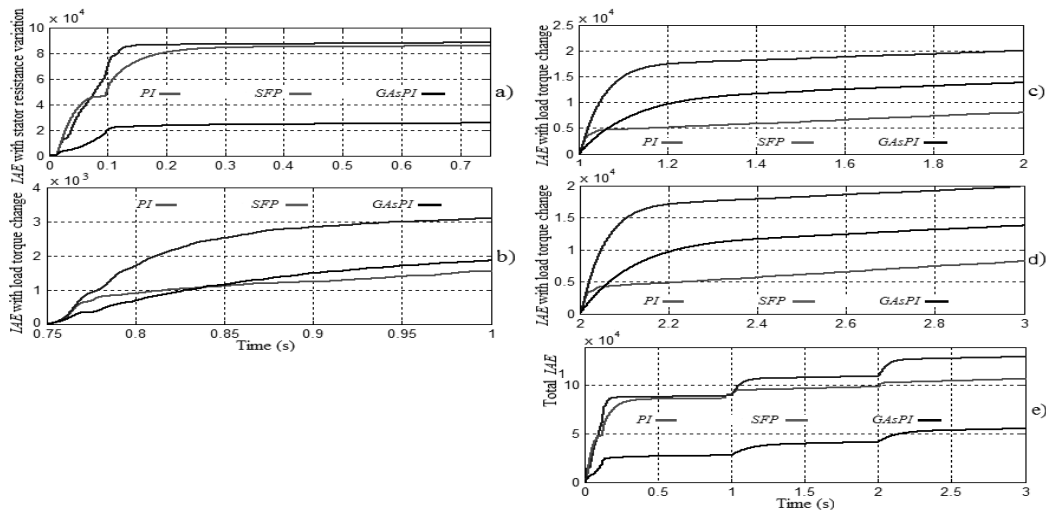 × 10⁴
IAE with stator resistance variation
10
8
6
4
2
0
PI SFP GAsPI
0 0.1 0.2 0.3 0.4 0.5 0.6 0.7
a)
× 10³
IAE with load torque change
4
3
2
1
0
PI SFP GAsPI
0.75 0.8 0.85 0.9 0.95 1
Time (s)
b)
× 10⁴
IAE with load torque change
2.5
2
1.5
1
0.5
0
PI SFP GAsPI
1 1.2 1.4 1.6 1.8 2
c)
× 10⁴
IAE with load torque change
2
1.5
1
0.5
0
PI SFP GAsPI
2 2.2 2.4 2.6 2.8 3
d)
× 10⁴
Total IAE
10
5
0
PI SFP GAsPI
0 0.5 1 1.5 2 2.5 3
Time (s)
e)